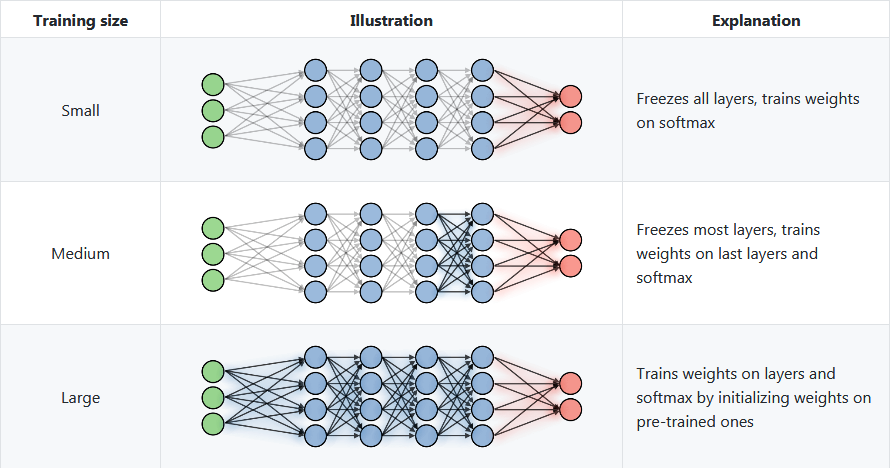 Training size
Illustration
Explanation
Small
Freezes all layers, trains weights
on softmax
Medium
Freezes most layers, trains
weights on last layers and
softmax
Large
Trains weights on layers and
softmax by initializing weights on
pre-trained ones